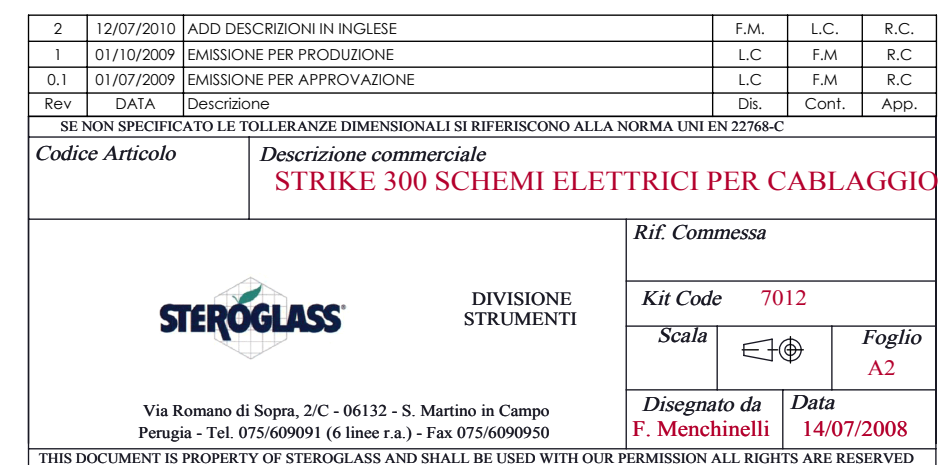 2 12/07/2010 ADD DESCRIZIONI IN INGLESE F.M. L.C. R.C.
1 01/10/2009 EMISSIONE PER PRODUZIONE L.C F.M R.C
0.1 01/07/2009 EMISSIONE PER APPROVAZIONE L.C F.M R.C
Rev DATA Descrizione Dis. Cont. App.
SE NON SPECIFICATO LE TOLLERANZE DIMENSIONALI SI RIFERISCONO ALLA NORMA UNI EN 22768-C
Codice Articolo
Descrizione commerciale
STRIKE 300 SCHEMI ELETTRICI PER CABLAGGIO
STEROGLASS®
DIVISIONE
STRUMENTI
Rif. Commessa
Kit Code 7012
Scala
Foglio
A2
Via Romano di Sopra, 2/C - 06132 - S. Martino in Campo
Perugia - Tel. 075/609091 (6 linee r.a.) - Fax 075/6090950
Disegnato da
F. Menchinelli
Data
14/07/2008
THIS DOCUMENT IS PROPERTY OF STEROGLASS AND SHALL BE USED WITH OUR PERMISSION ALL RIGHTS ARE RESERVED